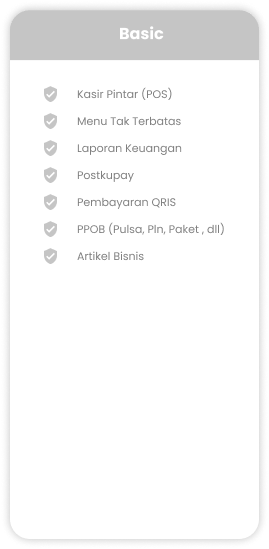 Basic
Kasir Pintar (POS)
Menu Tak Terbatas
Laporan Keuangan
Postkupay
Pembayaran QRIS
PPOB (Pulsa, Pln, Paket , dll)
Artikel Bisnis